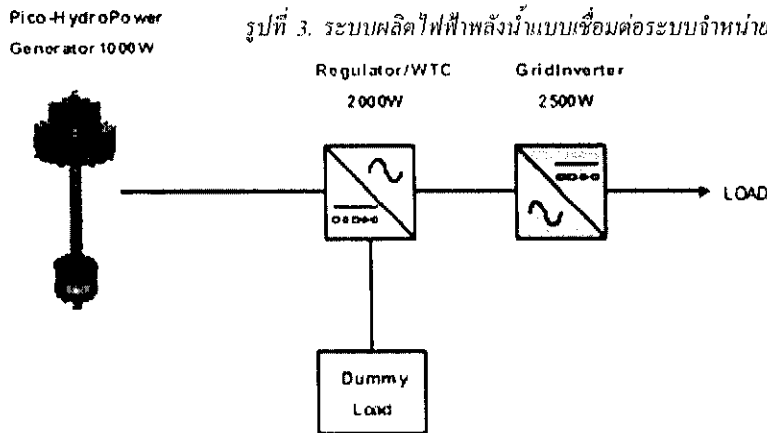 รูปที่ 3. ระบบผลิตไฟฟ้าพลังน้ำแบบเชื่อมต่อระบบจำหน่าย
Pico-HydroPower
Generator 1000W
Regulator/WTC
2000W
GridInverter
2500W
LOAD
Dummy
Load